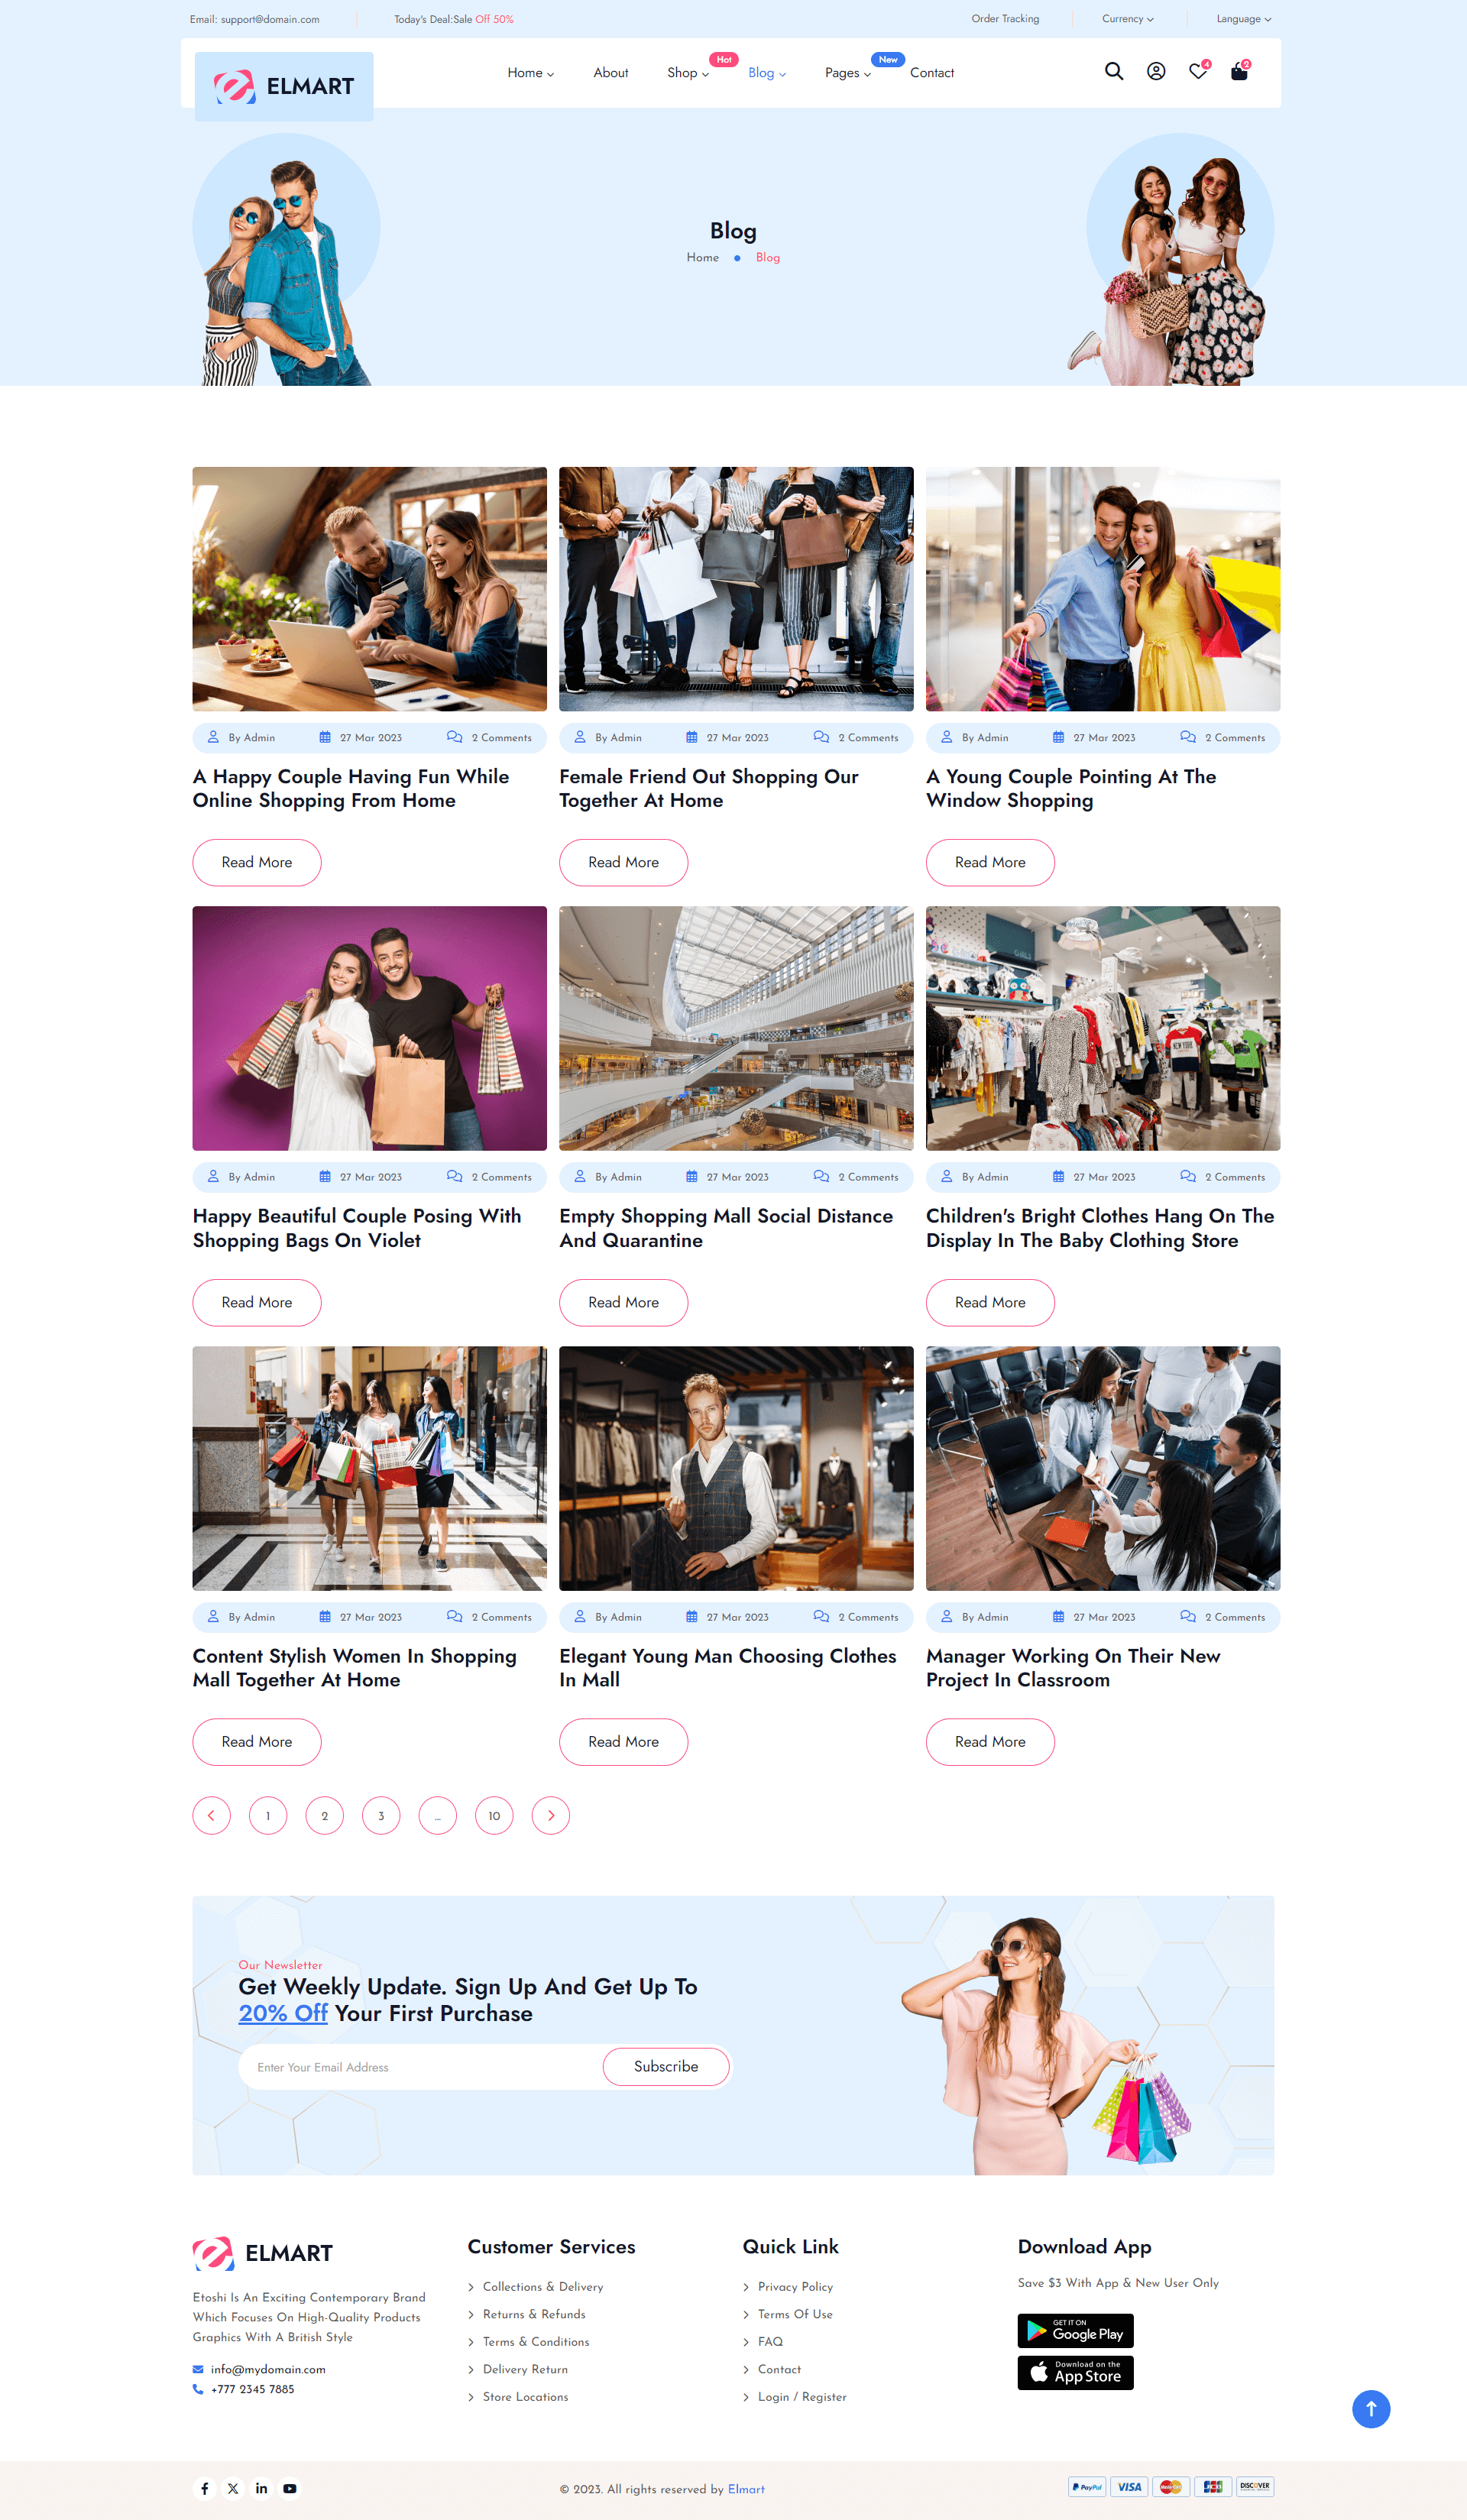 Email: support@domain.com
Today's Deal:Sale Off 50%
Order Tracking
Currency
Language
ELMART
Home
About
Shop
Hot
Blog
Pages
New
Contact
4
2
Blog
Home
Blog
By Admin
27 Mar 2023
2 Comments
A Happy Couple Having Fun While
Online Shopping From Home
Read More
By Admin
27 Mar 2023
2 Comments
Female Friend Out Shopping Our
Together At Home
Read More
By Admin
27 Mar 2023
2 Comments
A Young Couple Pointing At The
Window Shopping
Read More
By Admin
27 Mar 2023
2 Comments
Happy Beautiful Couple Posing With
Shopping Bags On Violet
Read More
By Admin
27 Mar 2023
2 Comments
Empty Shopping Mall Social Distance
And Quarantine
Read More
GIRLS
NEW YORK
By Admin
27 Mar 2023
2 Comments
Children's Bright Clothes Hang On The
Display In The Baby Clothing Store
Read More
By Admin
27 Mar 2023
2 Comments
Content Stylish Women In Shopping
Mall Together At Home
Read More
By Admin
27 Mar 2023
2 Comments
Elegant Young Man Choosing Clothes
In Mall
Read More
By Admin
27 Mar 2023
2 Comments
Manager Working On Their New
Project In Classroom
Read More
1
2
3
...
10
Our Newsletter
Get Weekly Update. Sign Up And Get Up To
20% Off Your First Purchase
Enter Your Email Address
Subscribe
ELMART
Etoshi Is An Exciting Contemporary Brand
Which Focuses On High-Quality Products
Graphics With A British Style
info@mydomain.com
+777 2345 7885
Customer Services
Collections & Delivery
Returns & Refunds
Terms & Conditions
Delivery Return
Store Locations
Quick Link
Privacy Policy
Terms Of Use
FAQ
Contact
Login / Register
Download App
Save $3 With App & New User Only
GET IT ON
Google Play
Download on the
App Store
© 2023. All rights reserved by Elmart
PayPal
VISA
MasterCard
JCB
DISCOVER